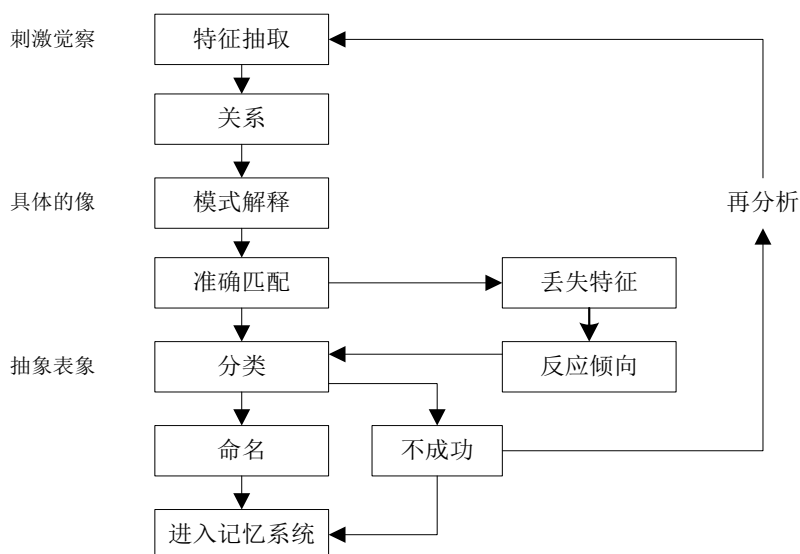 刺激觉察
特征抽取
关系
具体的像
模式解释
再分析
准确匹配
丢失特征
抽象表象
分类
反应倾向
命名
不成功
进入记忆系统